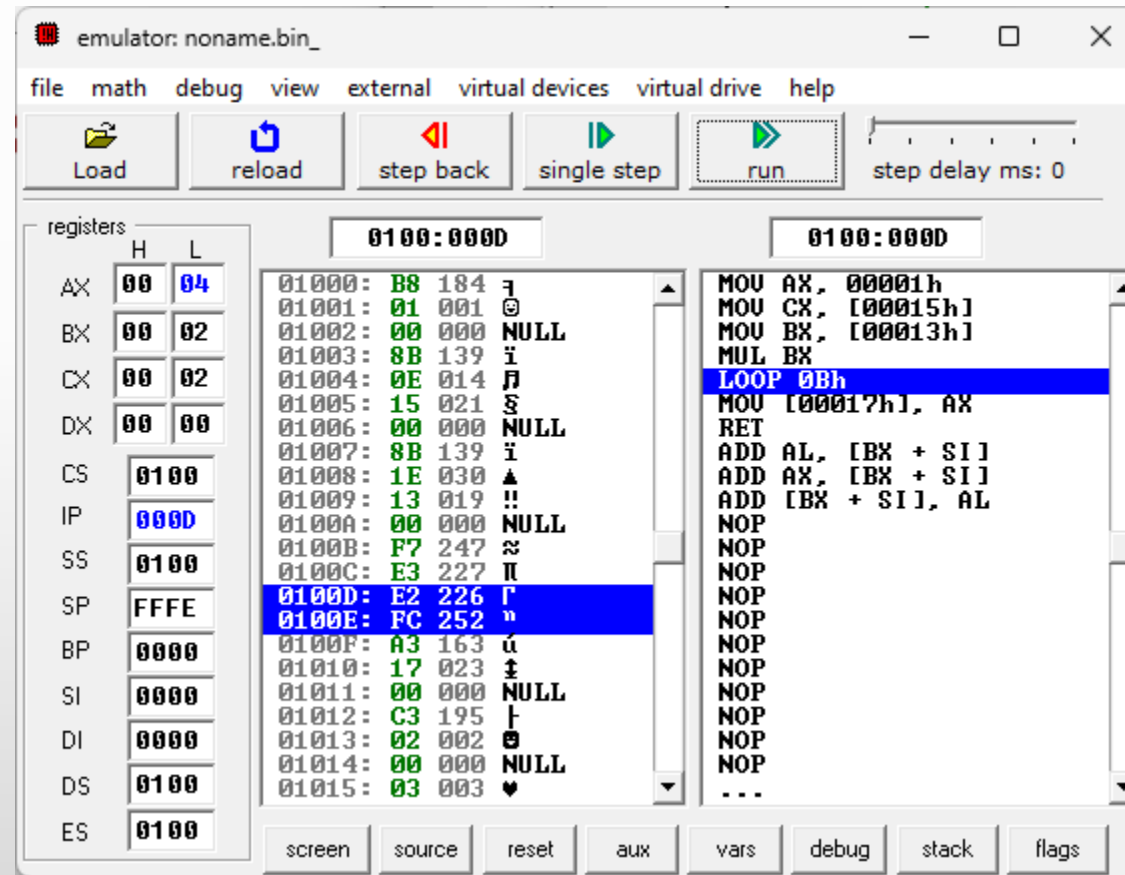 emulator: noname.bin_
file math debug view external virtual devices virtual drive help
Load reload step back single step run step delay ms: 0
registers
H L
AX 00 04
BX 00 02
CX 00 02
DX 00 00
CS 0100
IP 000D
SS 0100
SP FFFE
BP 0000
SI 0000
DI 0000
DS 0100
ES 0100
0100:000D
01000: B8 184 ╕
01001: 01 001 ☺
01002: 00 000 NULL
01003: 8B 139 ï
01004: 0E 014 ♫
01005: 15 021 §
01006: 00 000 NULL
01007: 8B 139 ï
01008: 1E 030 ▲
01009: 13 019 ‼
0100A: 00 000 NULL
0100B: F7 247 ≈
0100C: E3 227 π
0100D: E2 226 Γ
0100E: FC 252 ⁿ
0100F: A3 163 ú
01010: 17 023 ↨
01011: 00 000 NULL
01012: C3 195 ├
01013: 02 002 ☻
01014: 00 000 NULL
01015: 03 003 ♥
0100:000D
MOV AX, 00001h
MOV CX, [00015h]
MOV BX, [00013h]
MUL BX
LOOP 0Bh
MOV [00017h], AX
RET
ADD AL, [BX + SI]
ADD AX, [BX + SI]
ADD [BX + SI], AL
NOP
NOP
NOP
NOP
NOP
NOP
NOP
NOP
NOP
NOP
NOP
...
screen source reset aux vars debug stack flags